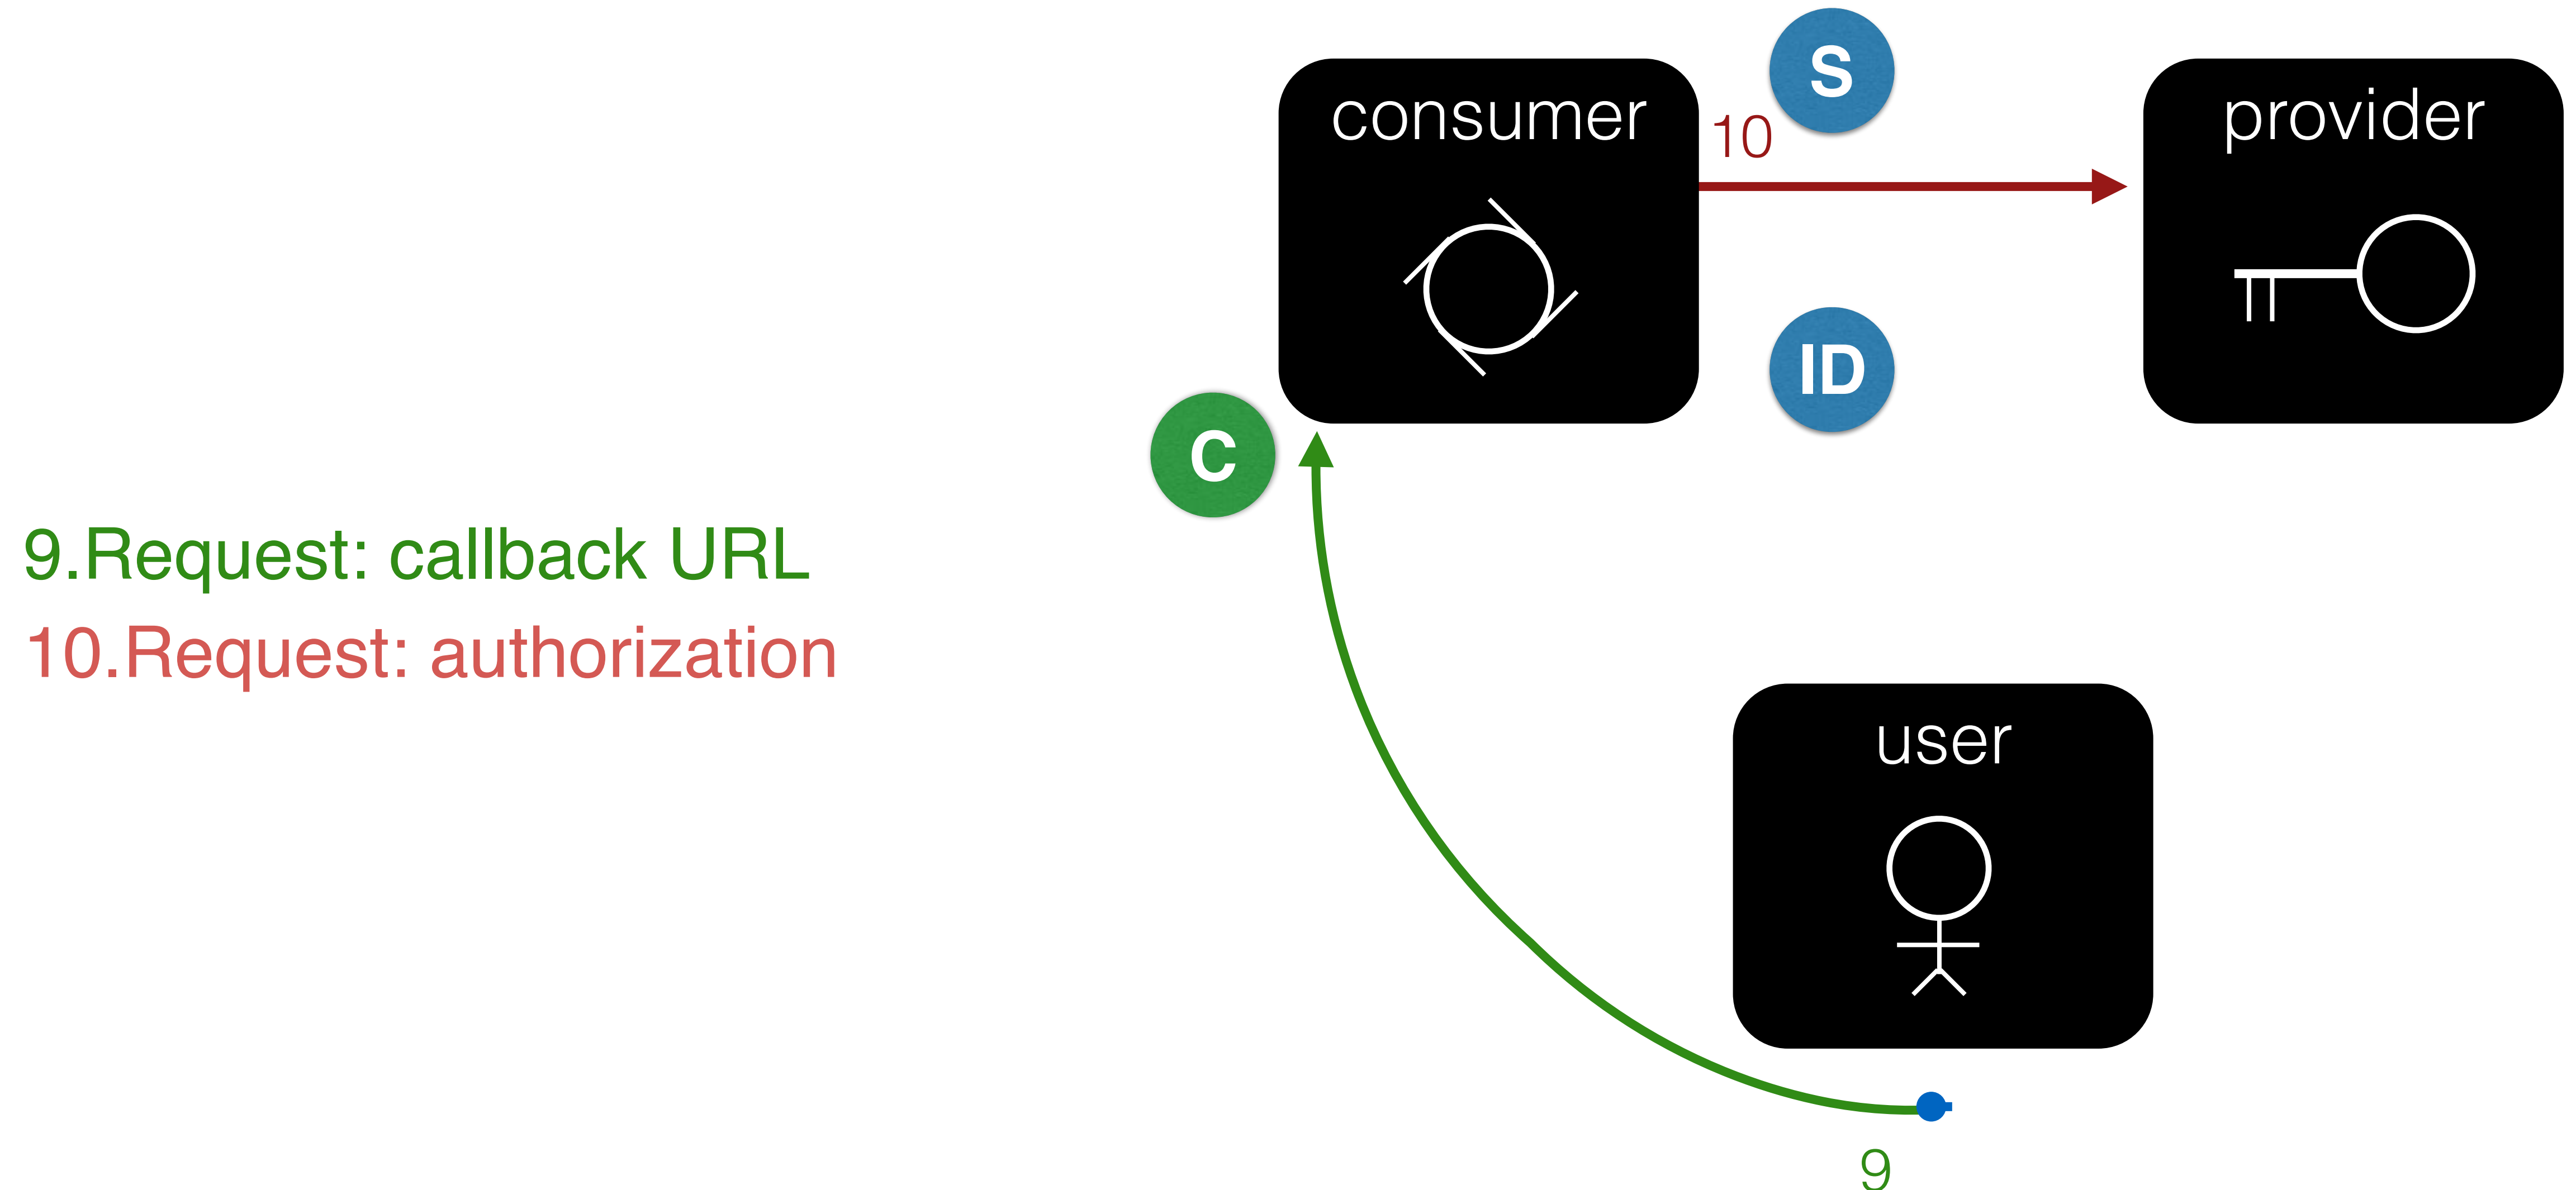 S
consumer
10
provider
ID
C
9.Request: callback URL
10.Request: authorization
user
9